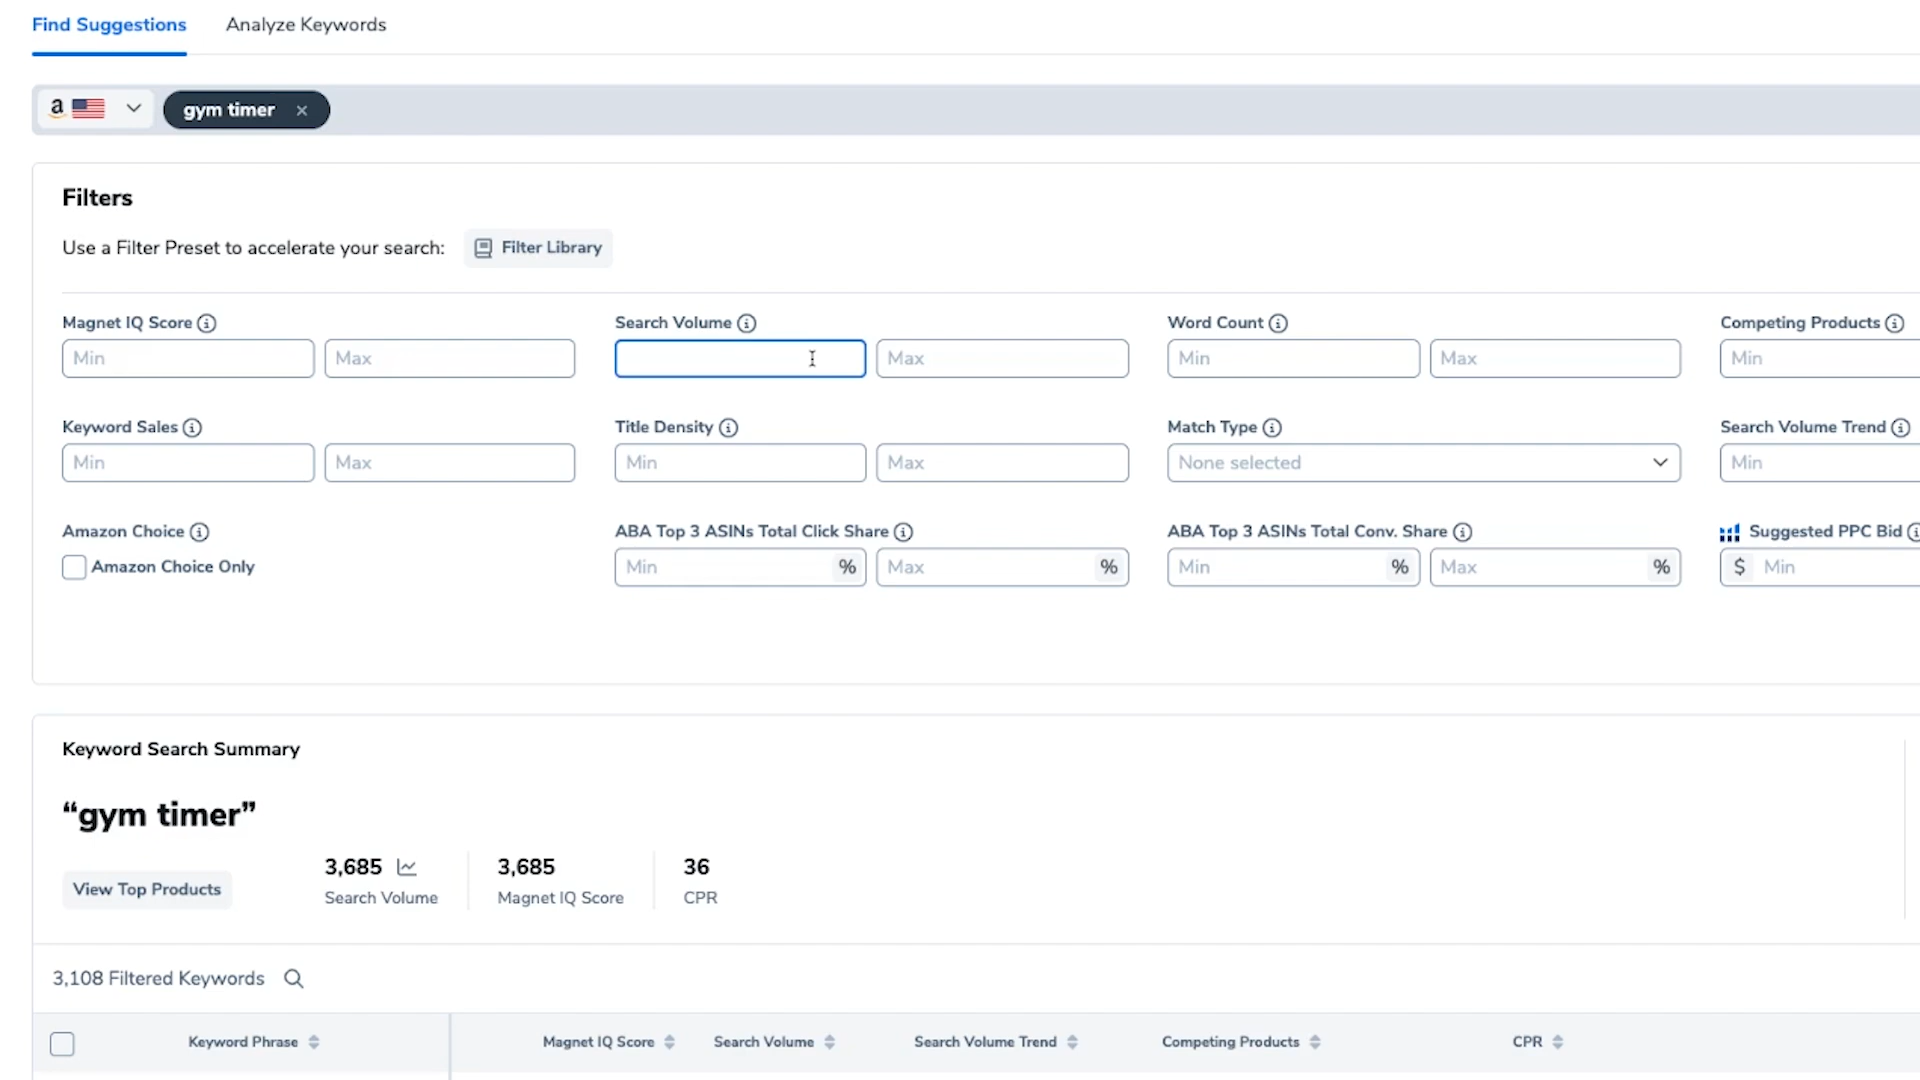 Find Suggestions Analyze Keywords
a gym timer ×
Filters
Use a Filter Preset to accelerate your search: Filter Library
Magnet IQ Score Search Volume Word Count Competing Products
Min Max Max Min Max Min
Keyword Sales Title Density Match Type Search Volume Trend
Min Max Min Max None selected Min
Amazon Choice ABA Top 3 ASINs Total Click Share ABA Top 3 ASINs Total Conv. Share Suggested PPC Bid
Amazon Choice Only Min % Max % Min % Max % $ Min
Keyword Search Summary
“gym timer”
View Top Products
3,685 3,685 36
Search Volume Magnet IQ Score CPR
3,108 Filtered Keywords
Keyword Phrase Magnet IQ Score Search Volume Search Volume Trend Competing Products CPR